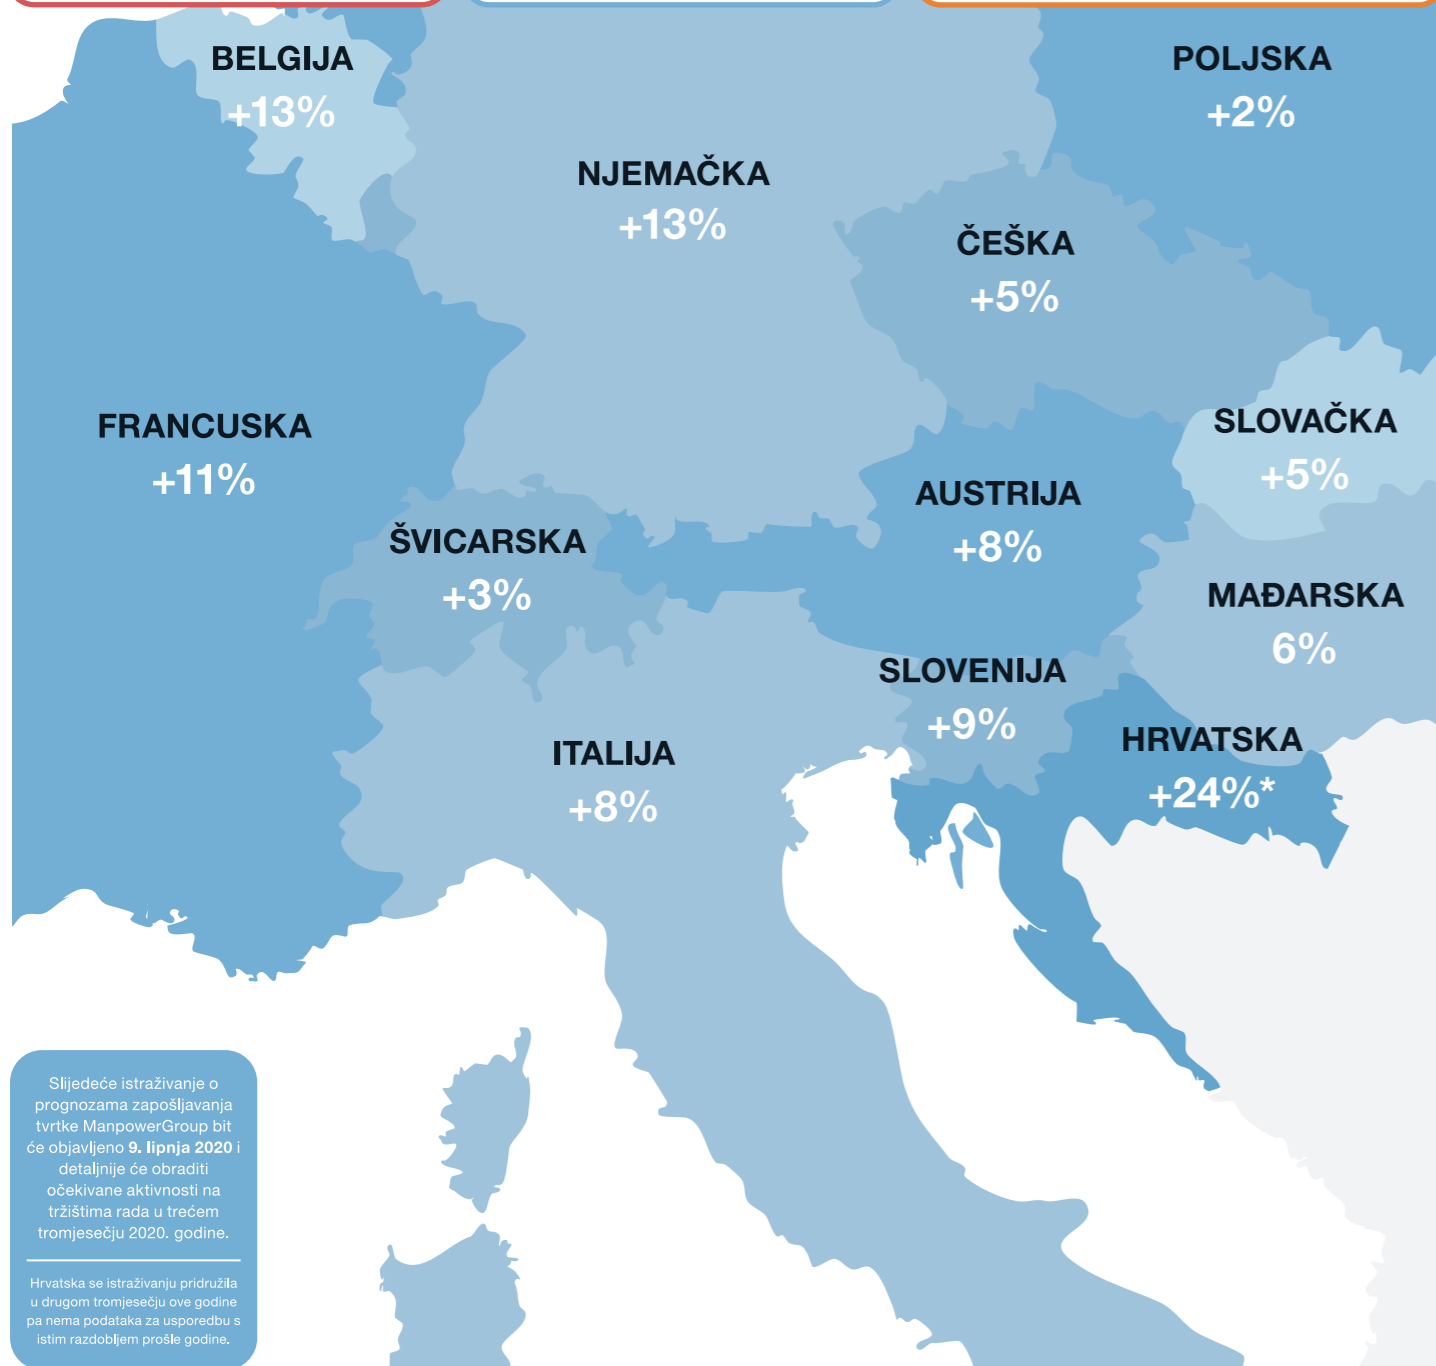 BELGIJA
+13%
POLJSKA
+2%
NJEMAČKA
+13%
ČEŠKA
+5%
FRANCUSKA
+11%
SLOVAČKA
+5%
AUSTRIJA
+8%
ŠVICARSKA
+3%
MAĐARSKA
6%
SLOVENIJA
+9%
HRVATSKA
+24%*
ITALIJA
+8%
Slijedeće istraživanje o
prognozama zapošljavanja
tvrtke ManpowerGroup bit
će objavljeno 9. lipnja 2020 i
detaljnije će obraditi
očekivane aktivnosti na
tržištima rada u trećem
tromjesečju 2020. godine.
Hrvatska se istraživanju pridružila
u drugom tromjesečju ove godine
pa nema podataka za usporedbu s
istim razdobljem prošle godine.